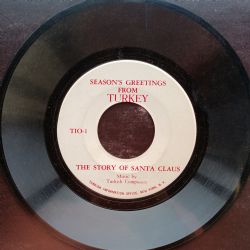 SEASON'S GREETINGS
FROM
TURKEY
TIO-1
THE STORY OF SANTA CLAUS
Music by
Turkish Composers
TURKISH INFORMATION OFFICE, NEW YORK, N.Y.